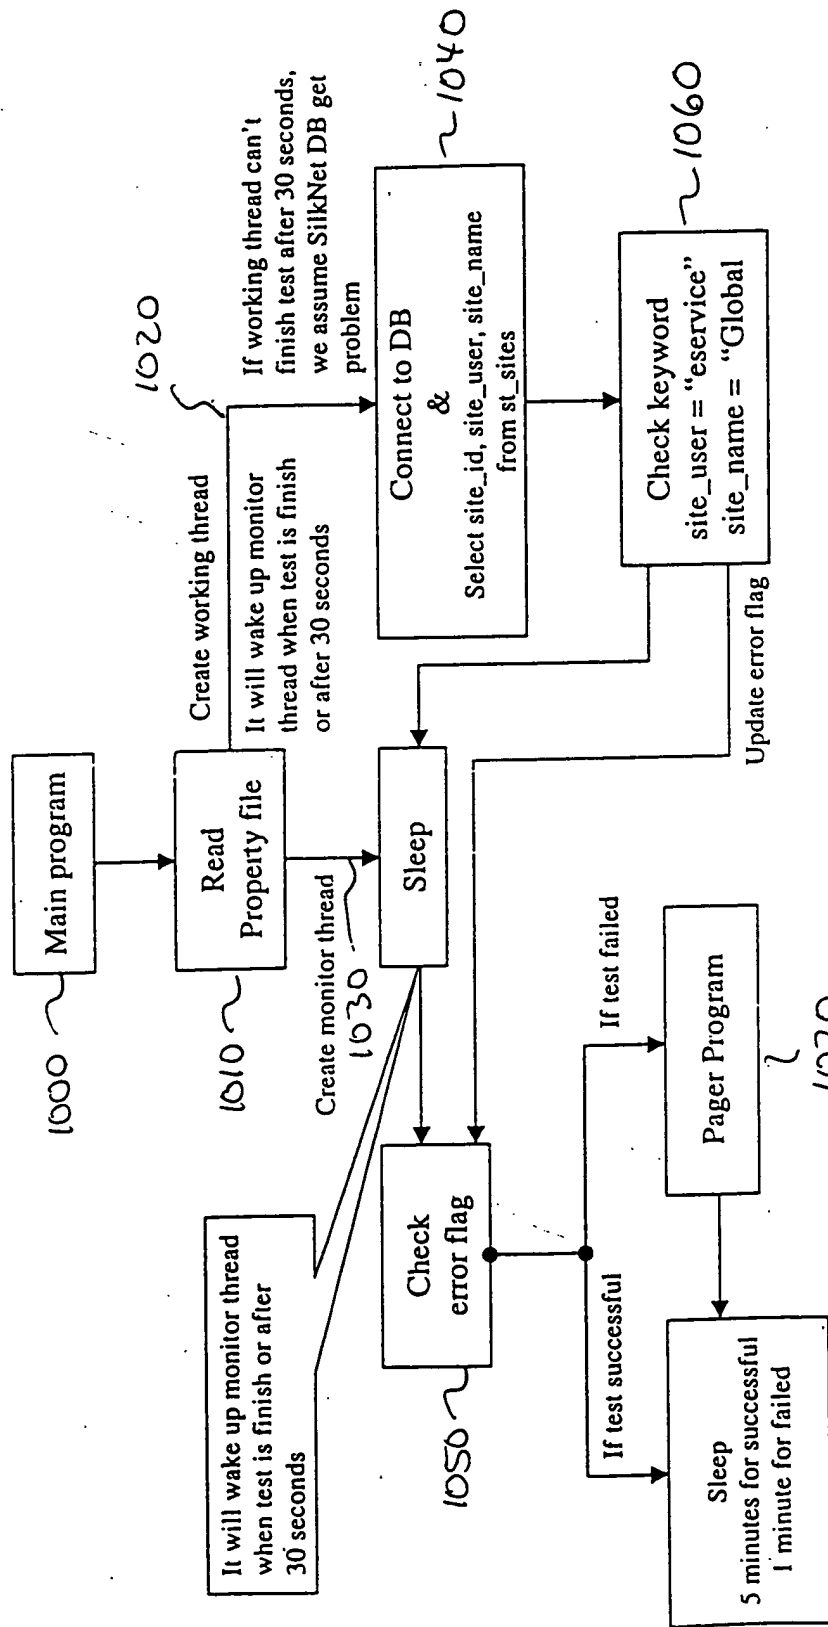 1000
Main program
1010
Read
Property file
Create working thread
1020
It will wake up monitor
thread when test is finish
or after 30 seconds
If working thread can't
finish test after 30 seconds,
we assume SilkNet DB get
problem
Create monitor thread
1030
Sleep
Connect to DB
&
Select site_id, site_user, site_name
from st_sites
1040
Check keyword
site_user = “eservice”
site_name = “Global
1060
Update error flag
It will wake up monitor thread
when test is finish or after
30 seconds
Check
error flag
1050
If test successful
If test failed
Pager Program
Sleep
5 minutes for successful
1 minute for failed